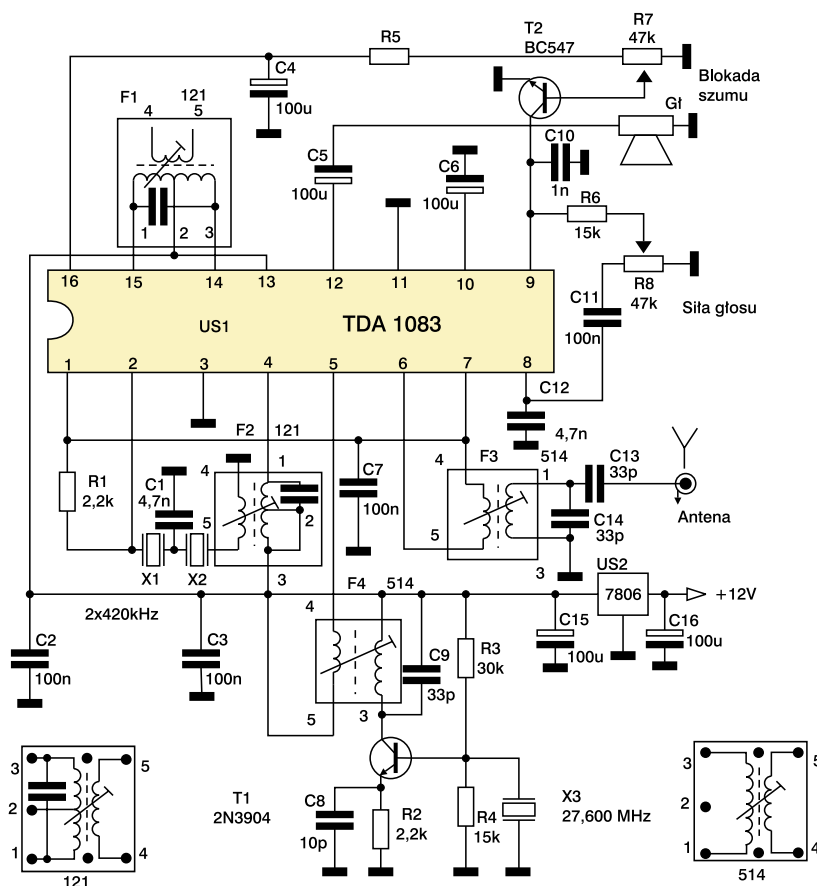 T2
BC547
R7
47k
R5
C4
100u
Blokada
szumu
F1
121
4
5
Gł
C10
1n
C5
100u
C6
100u
1
2
3
R6
15k
16
15
14
13
12
11
10
9
R8
47k
C11
100n
Siła głosu
US1
TDA 1083
1
2
3
4
5
6
7
8
C12
4,7n
F2
121
R1
2,2k
C1
4,7n
4
1
5
2
3
C7
100n
4
F3
514
1
5
3
C13
33p
C14
33p
Antena
X1
X2
US2
7806
+12V
2x420kHz
F4
514
4
5
3
C2
100n
C3
100n
C9
33p
R3
30k
C15
100u
C16
100u
3
2
1
5
4
121
T1
2N3904
C8
10p
R2
2,2k
R4
15k
X3
27,600 MHz
3
2
1
5
4
514